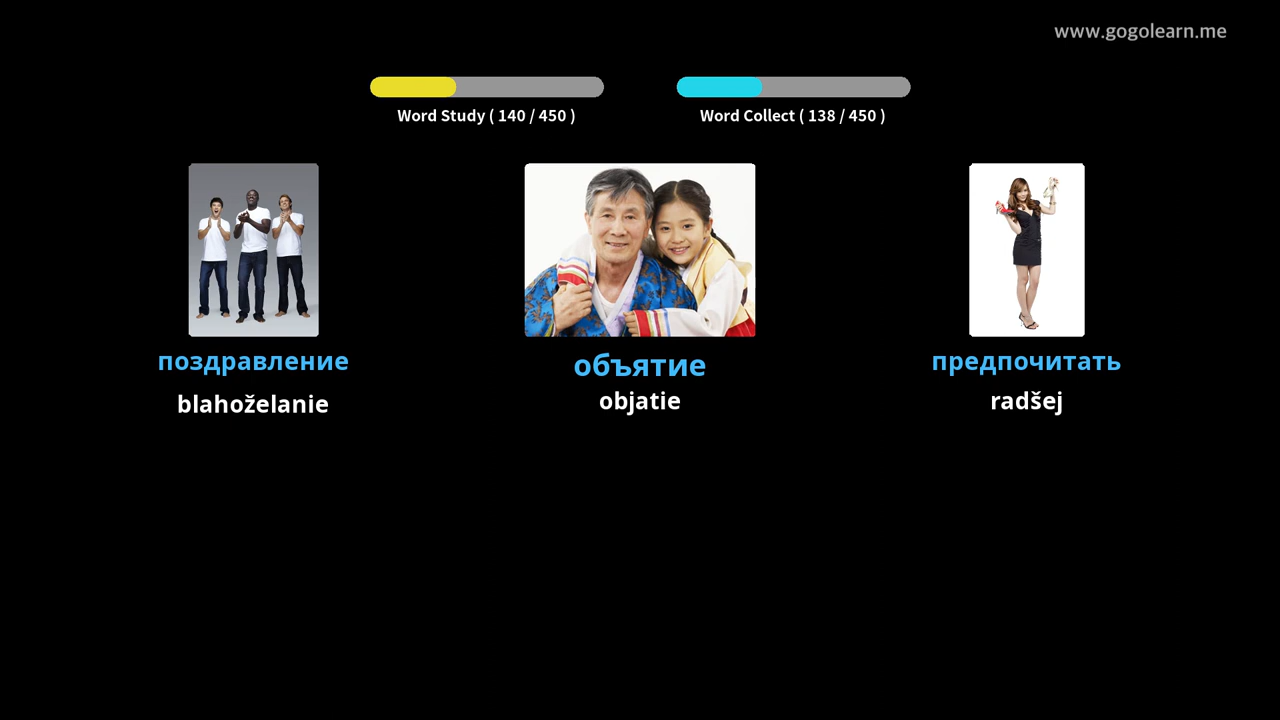 www.gogolearn.me
Word Study ( 140 / 450 )
Word Collect ( 138 / 450 )
поздравление
объятие
предпочитать
blahoželanie
objatie
radšej